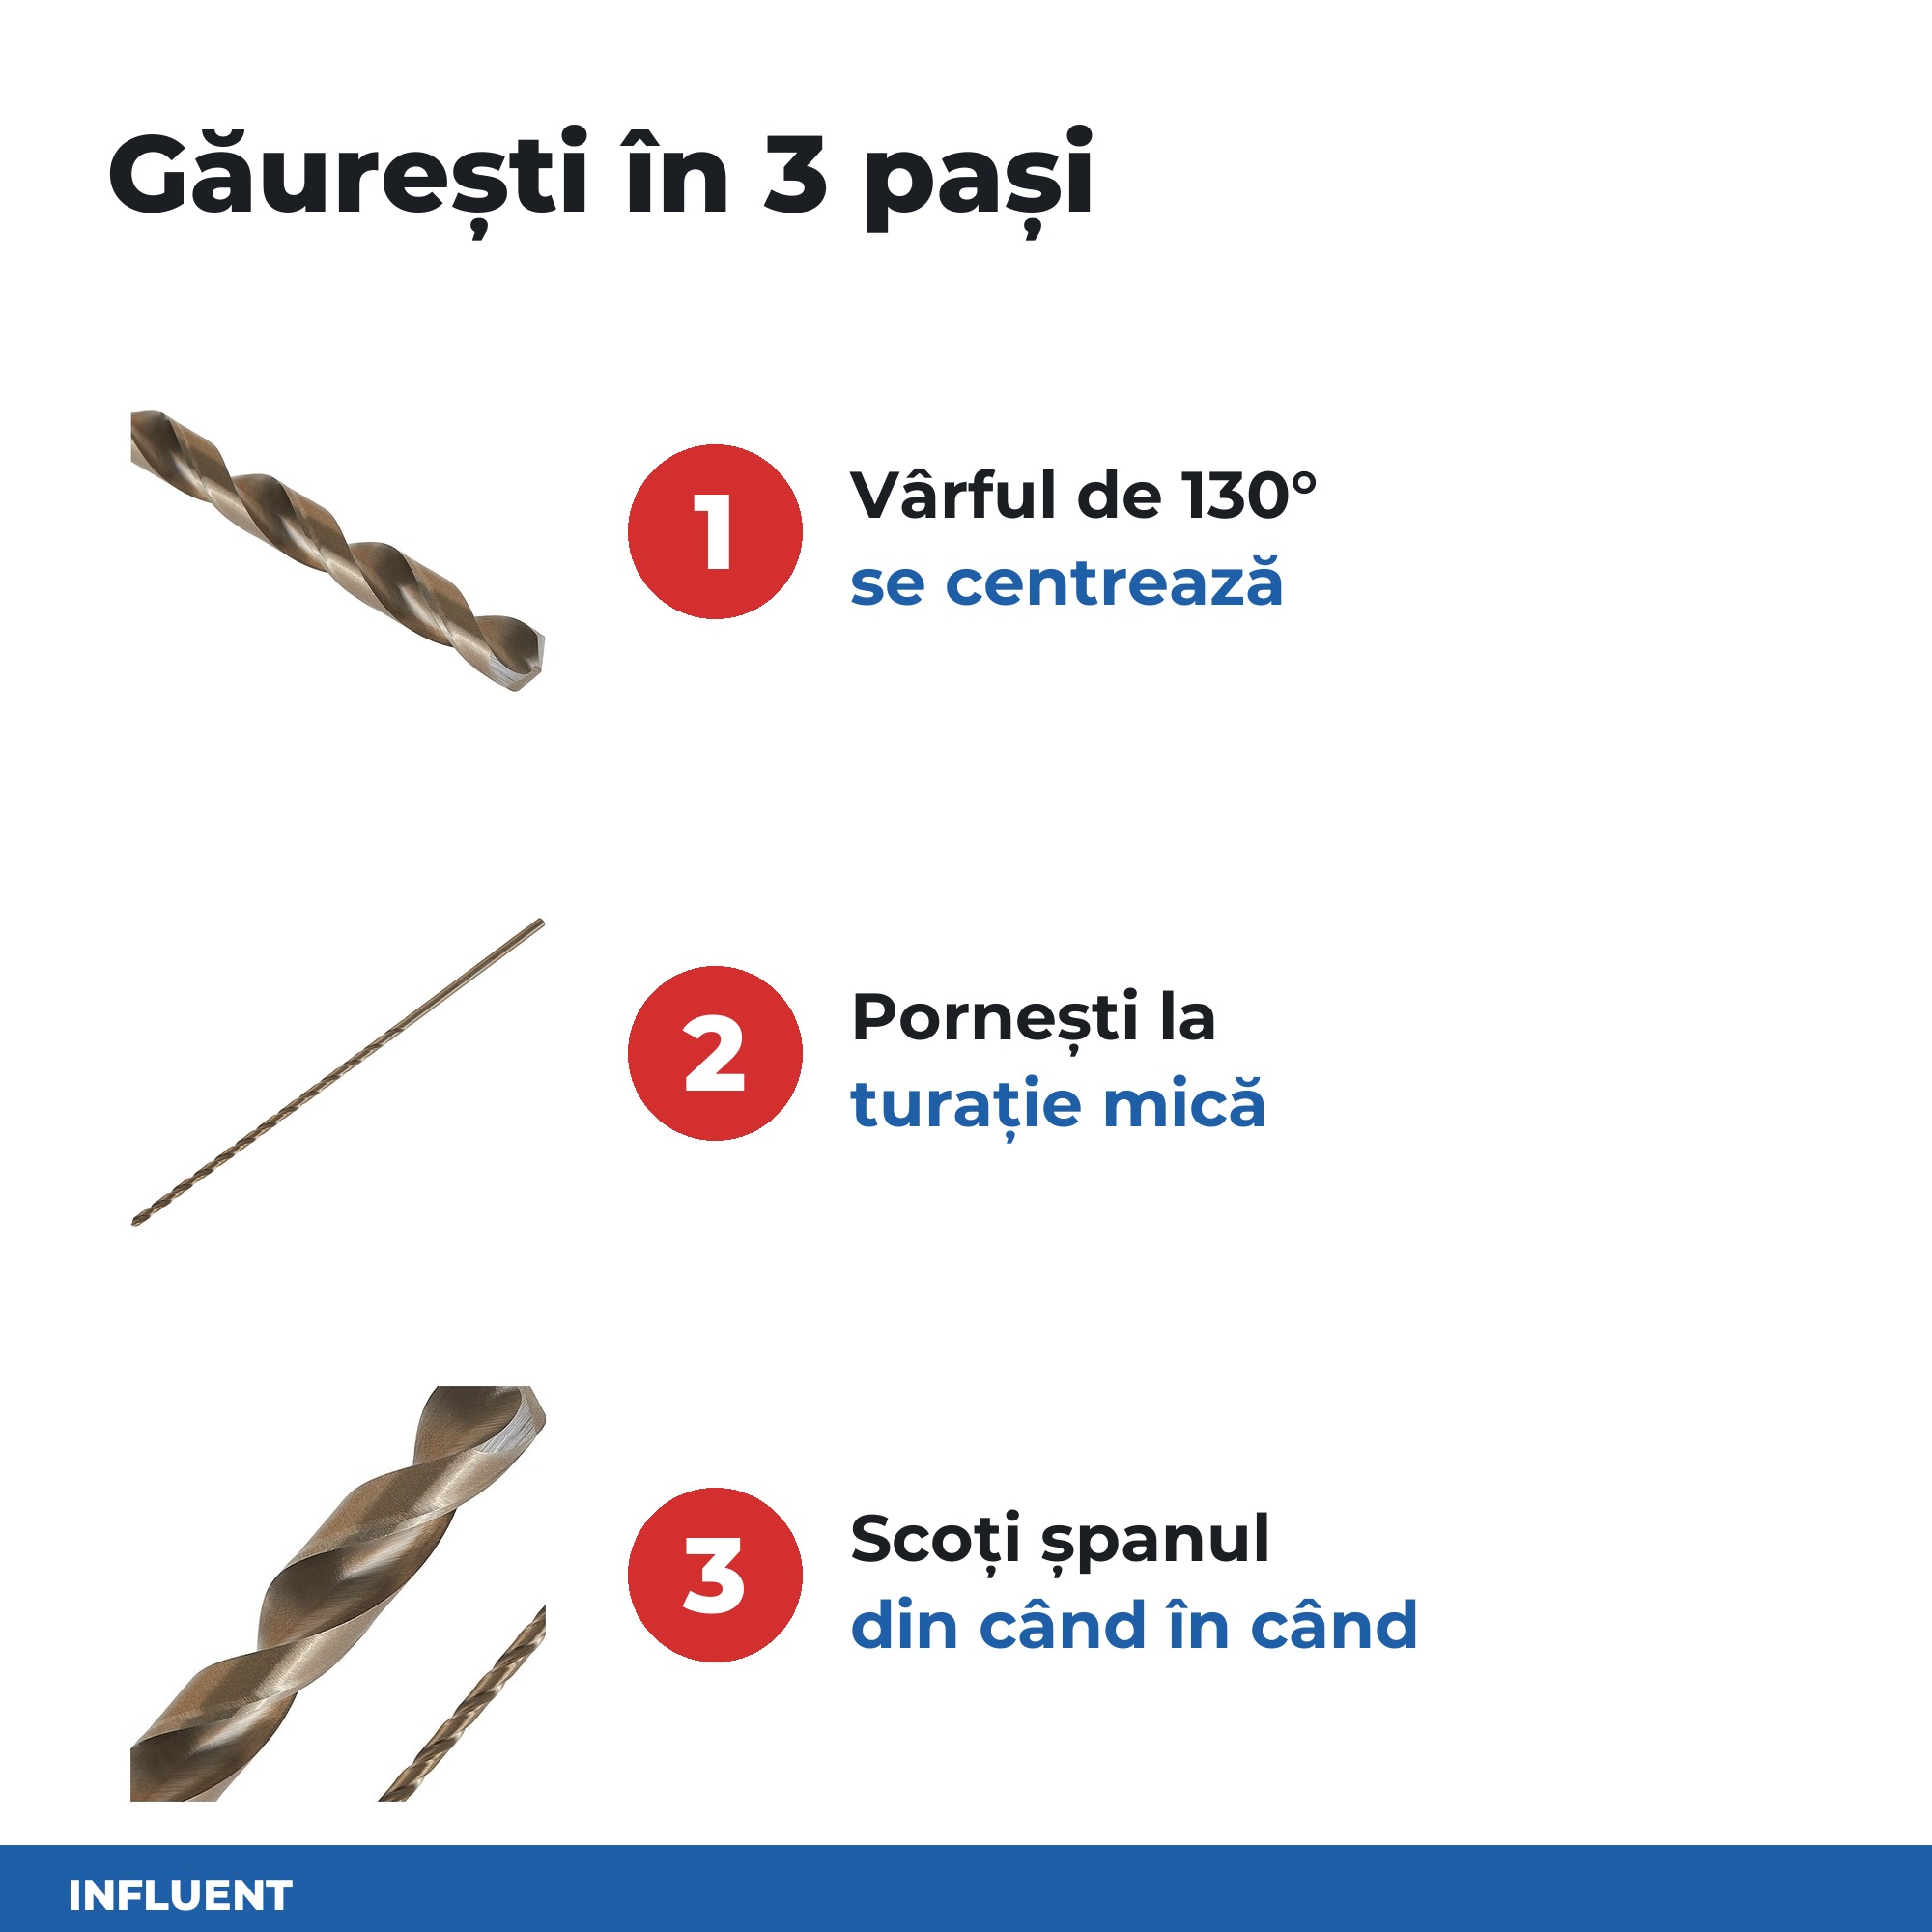 Găurești în 3 pași
1
Vârful de 130°
se centrează
2
Pornești la
turație mică
3
Scoți șpanul
din când în când
INFLUENT